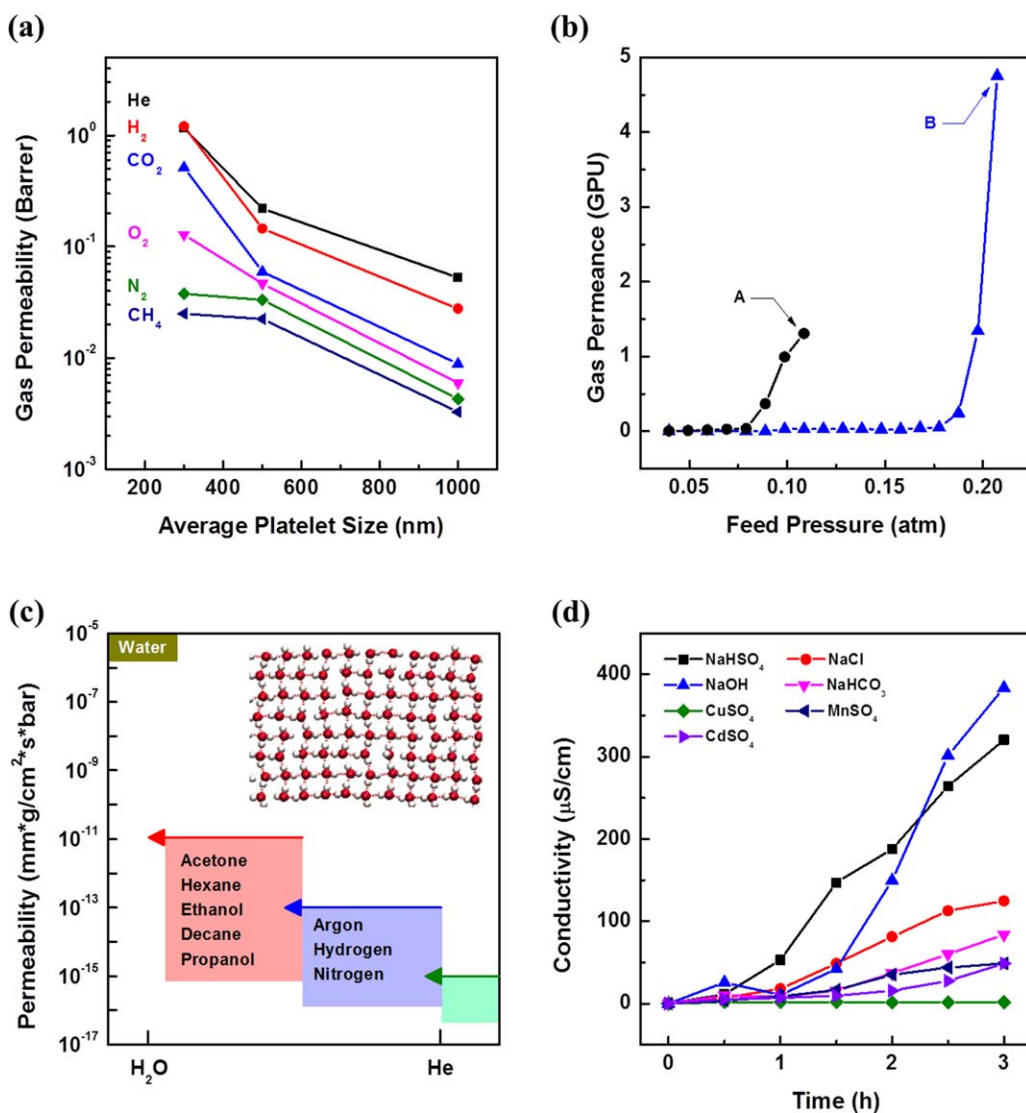 (a)
Gas Permeability (Barrer)
10⁰
10⁻¹
10⁻²
10⁻³
He
H₂
CO₂
O₂
N₂
CH₄
200 400 600 800 1000
Average Platelet Size (nm)
(b)
Gas Permeance (GPU)
5
4
3
2
1
0
A
B
0.05 0.10 0.15 0.20
Feed Pressure (atm)
(c)
Permeability (mm*g/cm²*s*bar)
10⁻⁵
10⁻⁷
10⁻⁹
10⁻¹¹
10⁻¹³
10⁻¹⁵
10⁻¹⁷
Water
Acetone
Hexane
Ethanol
Decane
Propanol
Argon
Hydrogen
Nitrogen
H₂O He
(d)
Conductivity (μS/cm)
400
300
200
100
0
NaHSO₄ NaCl
NaOH NaHCO₃
CuSO₄ MnSO₄
CdSO₄
0 1 2 3
Time (h)